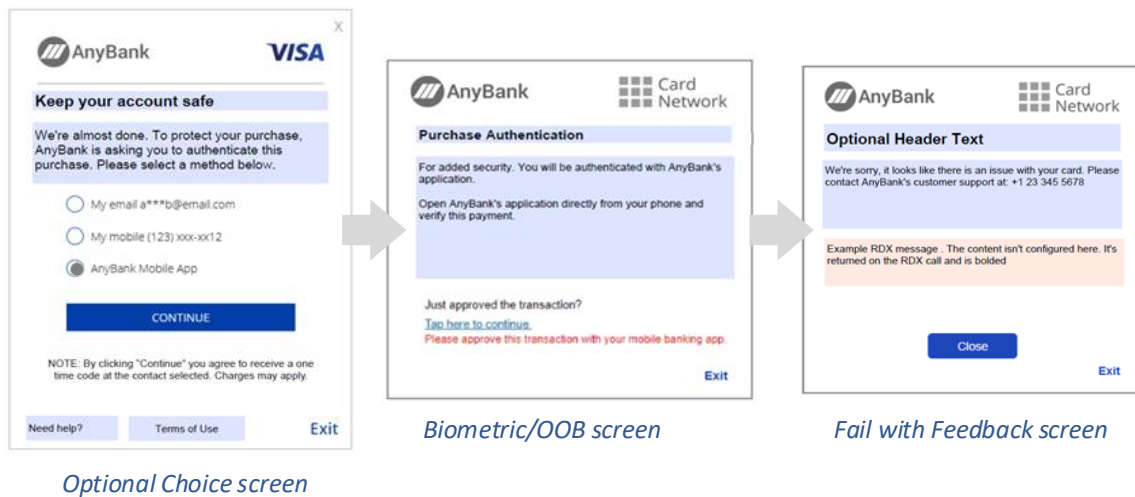 X
AnyBank
VISA
Keep your account safe
We're almost done. To protect your purchase,
AnyBank is asking you to authenticate this
purchase. Please select a method below.
My email a***b@email.com
My mobile (123) xxx-xx12
AnyBank Mobile App
CONTINUE
NOTE: By clicking "Continue" you agree to receive a one
time code at the contact selected. Charges may apply.
Need help?
Terms of Use
Exit
Optional Choice screen
AnyBank
Card
Network
Purchase Authentication
For added security. You will be authenticated with AnyBank's
application.
Open AnyBank's application directly from your phone and
verify this payment.
Just approved the transaction?
Tap here to continue.
Please approve this transaction with your mobile banking app.
Exit
Biometric/OOB screen
AnyBank
Card
Network
Optional Header Text
We're sorry, it looks like there is an issue with your card. Please
contact AnyBank's customer support at: +1 23 345 5678
Example RDX message . The content isn't configured here. It's
returned on the RDX call and is bolded
Close
Exit
Fail with Feedback screen